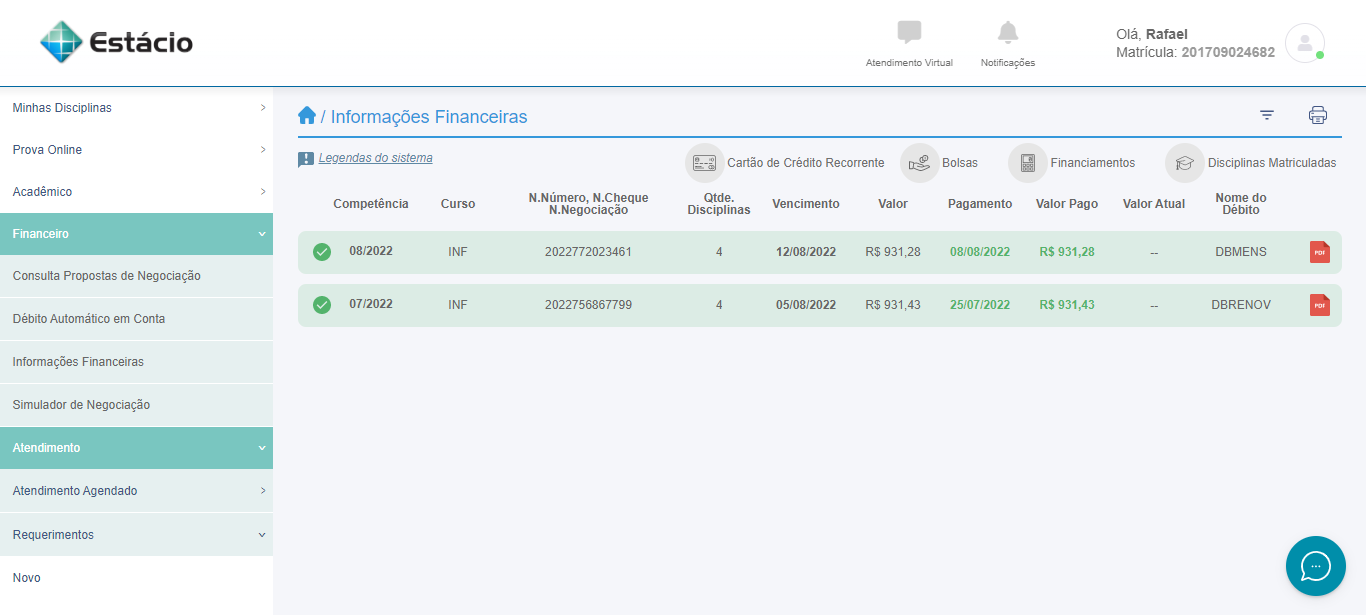 Estácio
Atendimento Virtual
Notificações
Olá, Rafael
Matrícula: 201709024682
Minhas Disciplinas
Prova Online
Acadêmico
Financeiro
Consulta Propostas de Negociação
Débito Automático em Conta
Informações Financeiras
Simulador de Negociação
Atendimento
Atendimento Agendado
Requerimentos
Novo
/ Informações Financeiras
Legendas do sistema
Cartão de Crédito Recorrente
Bolsas
Financiamentos
Disciplinas Matriculadas
Competência
Curso
N.Número, N.Cheque
N.Negociação
Qtde.
Disciplinas
Vencimento
Valor
Pagamento
Valor Pago
Valor Atual
Nome do
Débito
08/2022 INF 2022772023461 4 12/08/2022 R$ 931,28 08/08/2022 R$ 931,28 -- DBMENS PDF
07/2022 INF 2022756867799 4 05/08/2022 R$ 931,43 25/07/2022 R$ 931,43 -- DBRENOV PDF